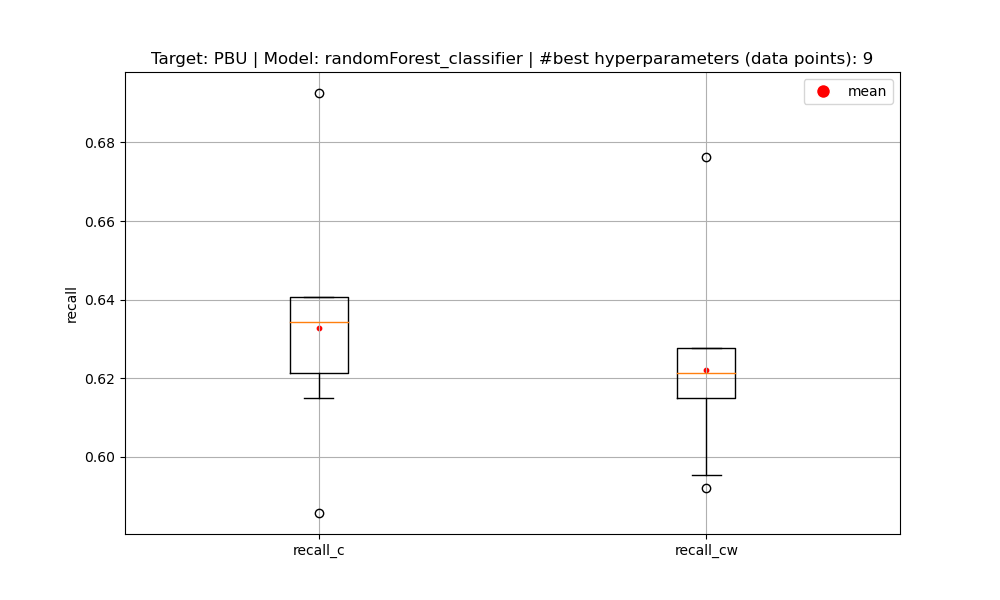 Target: PBU | Model: randomForest_classifier | #best hyperparameters (data points): 9
mean
0.68
0.66
0.64
0.62
0.60
recall
recall_c
recall_cw